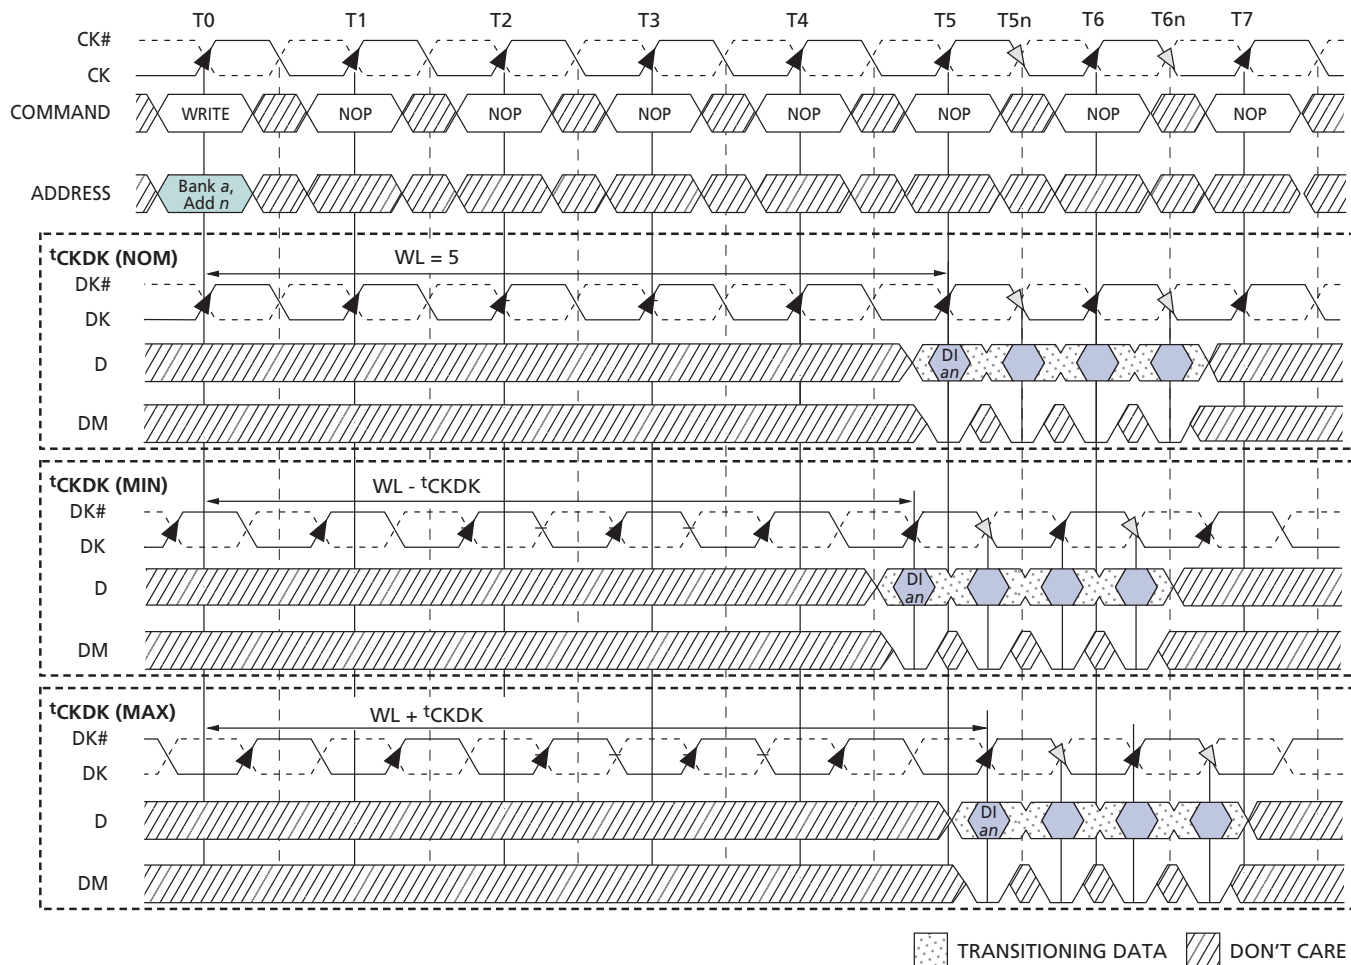 T0 T1 T2 T3 T4 T5 T5n T6 T6n T7
CK#
CK
COMMAND WRITE NOP NOP NOP NOP NOP NOP NOP
ADDRESS Bank a,
Add n
tCKDK (NOM)
WL = 5
DK#
DK
D DI
an
DM
tCKDK (MIN)
WL - tCKDK
DK#
DK
D DI
an
DM
tCKDK (MAX)
WL + tCKDK
DK#
DK
D DI
an
DM
TRANSITIONING DATA DON'T CARE